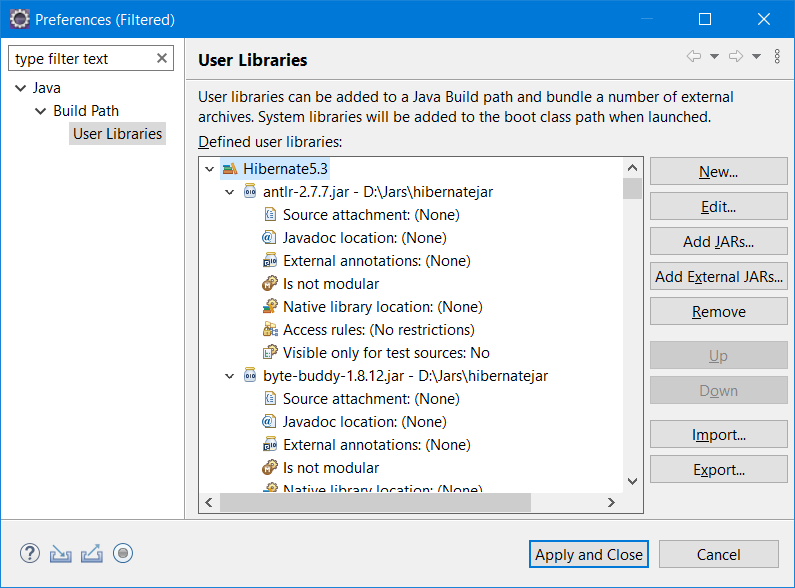 Preferences (Filtered)
type filter text
Java
Build Path
User Libraries
User Libraries
User libraries can be added to a Java Build path and bundle a number of external
archives. System libraries will be added to the boot class path when launched.
Defined user libraries:
Hibernate5.3
antlr-2.7.7.jar - D:\Jars\hibernatejar
Source attachment: (None)
Javadoc location: (None)
External annotations: (None)
Is not modular
Native library location: (None)
Access rules: (No restrictions)
Visible only for test sources: No
byte-buddy-1.8.12.jar - D:\Jars\hibernatejar
Source attachment: (None)
Javadoc location: (None)
External annotations: (None)
Is not modular
Native library location: (None)
New...
Edit...
Add JARs...
Add External JARs...
Remove
Up
Down
Import...
Export...
Apply and Close
Cancel